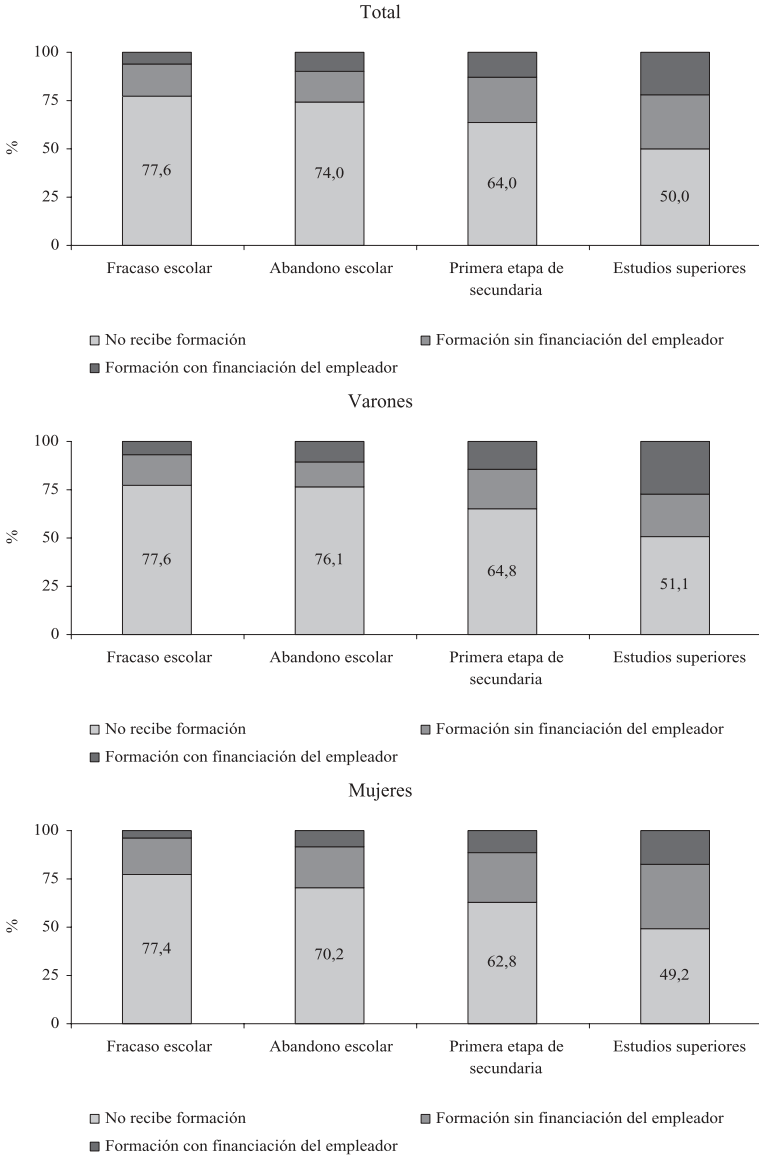 Total
100
75
50
25
0
%
77,6
74,0
64,0
50,0
Fracaso escolar
Abandono escolar
Primera etapa de
secundaria
Estudios superiores
No recibe formación
Formación sin financiación del empleador
Formación con financiación del empleador
Varones
100
75
50
25
0
%
77,6
76,1
64,8
51,1
Fracaso escolar
Abandono escolar
Primera etapa de
secundaria
Estudios superiores
No recibe formación
Formación sin financiación del empleador
Formación con financiación del empleador
Mujeres
100
75
50
25
0
%
77,4
70,2
62,8
49,2
Fracaso escolar
Abandono escolar
Primera etapa de
secundaria
Estudios superiores
No recibe formación
Formación sin financiación del empleador
Formación con financiación del empleador